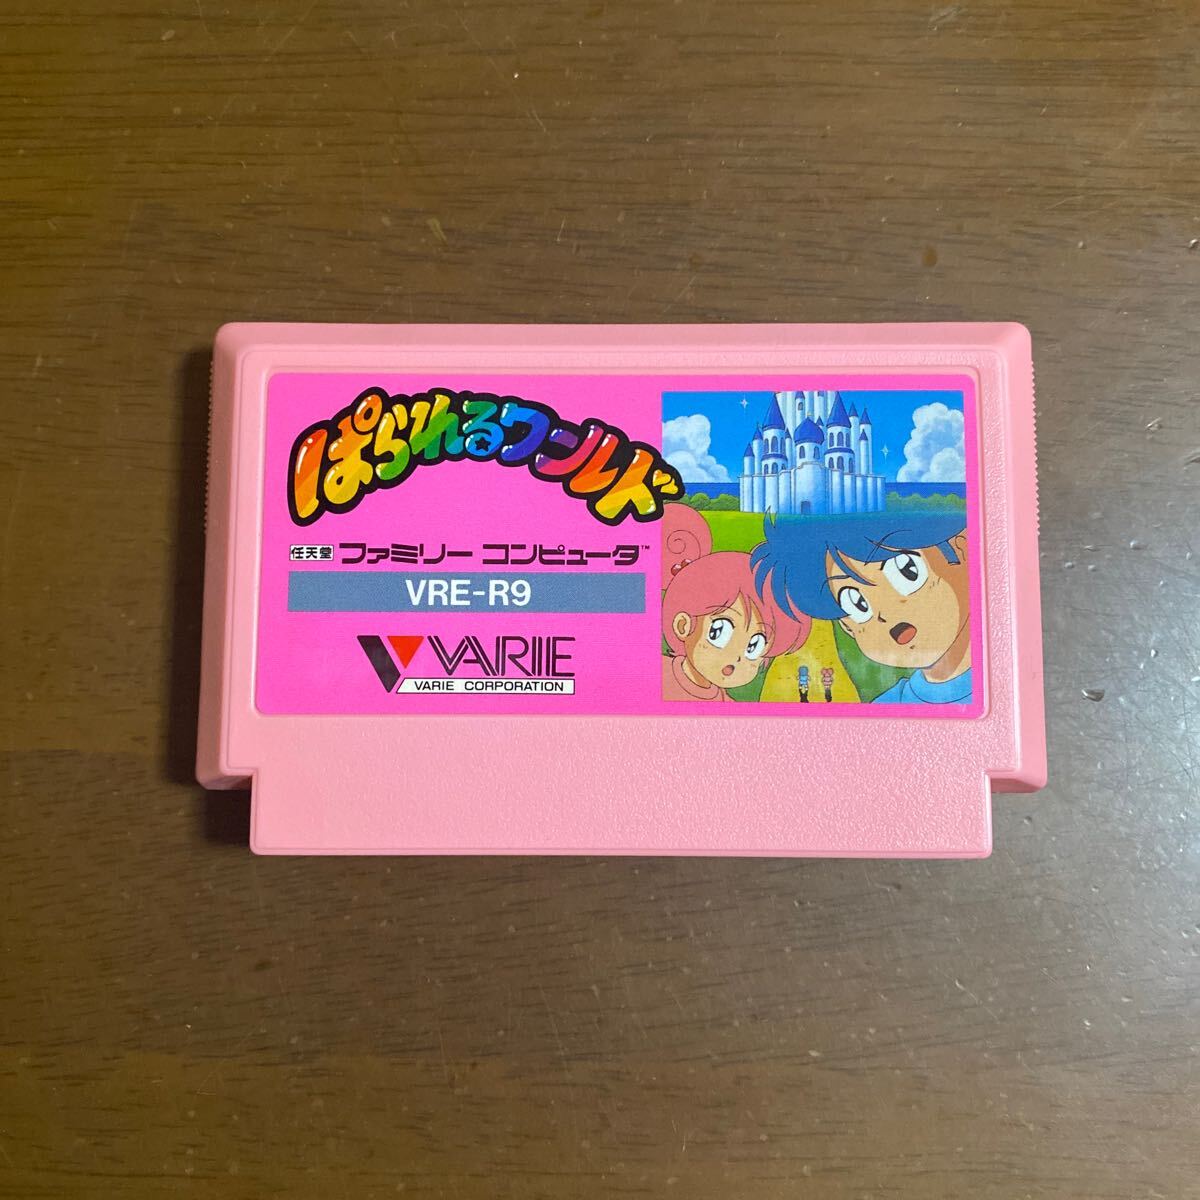 ぱられるワールド
任天堂 ファミリー コンピュータ™
VRE-R9
VARIE
VARIE CORPORATION